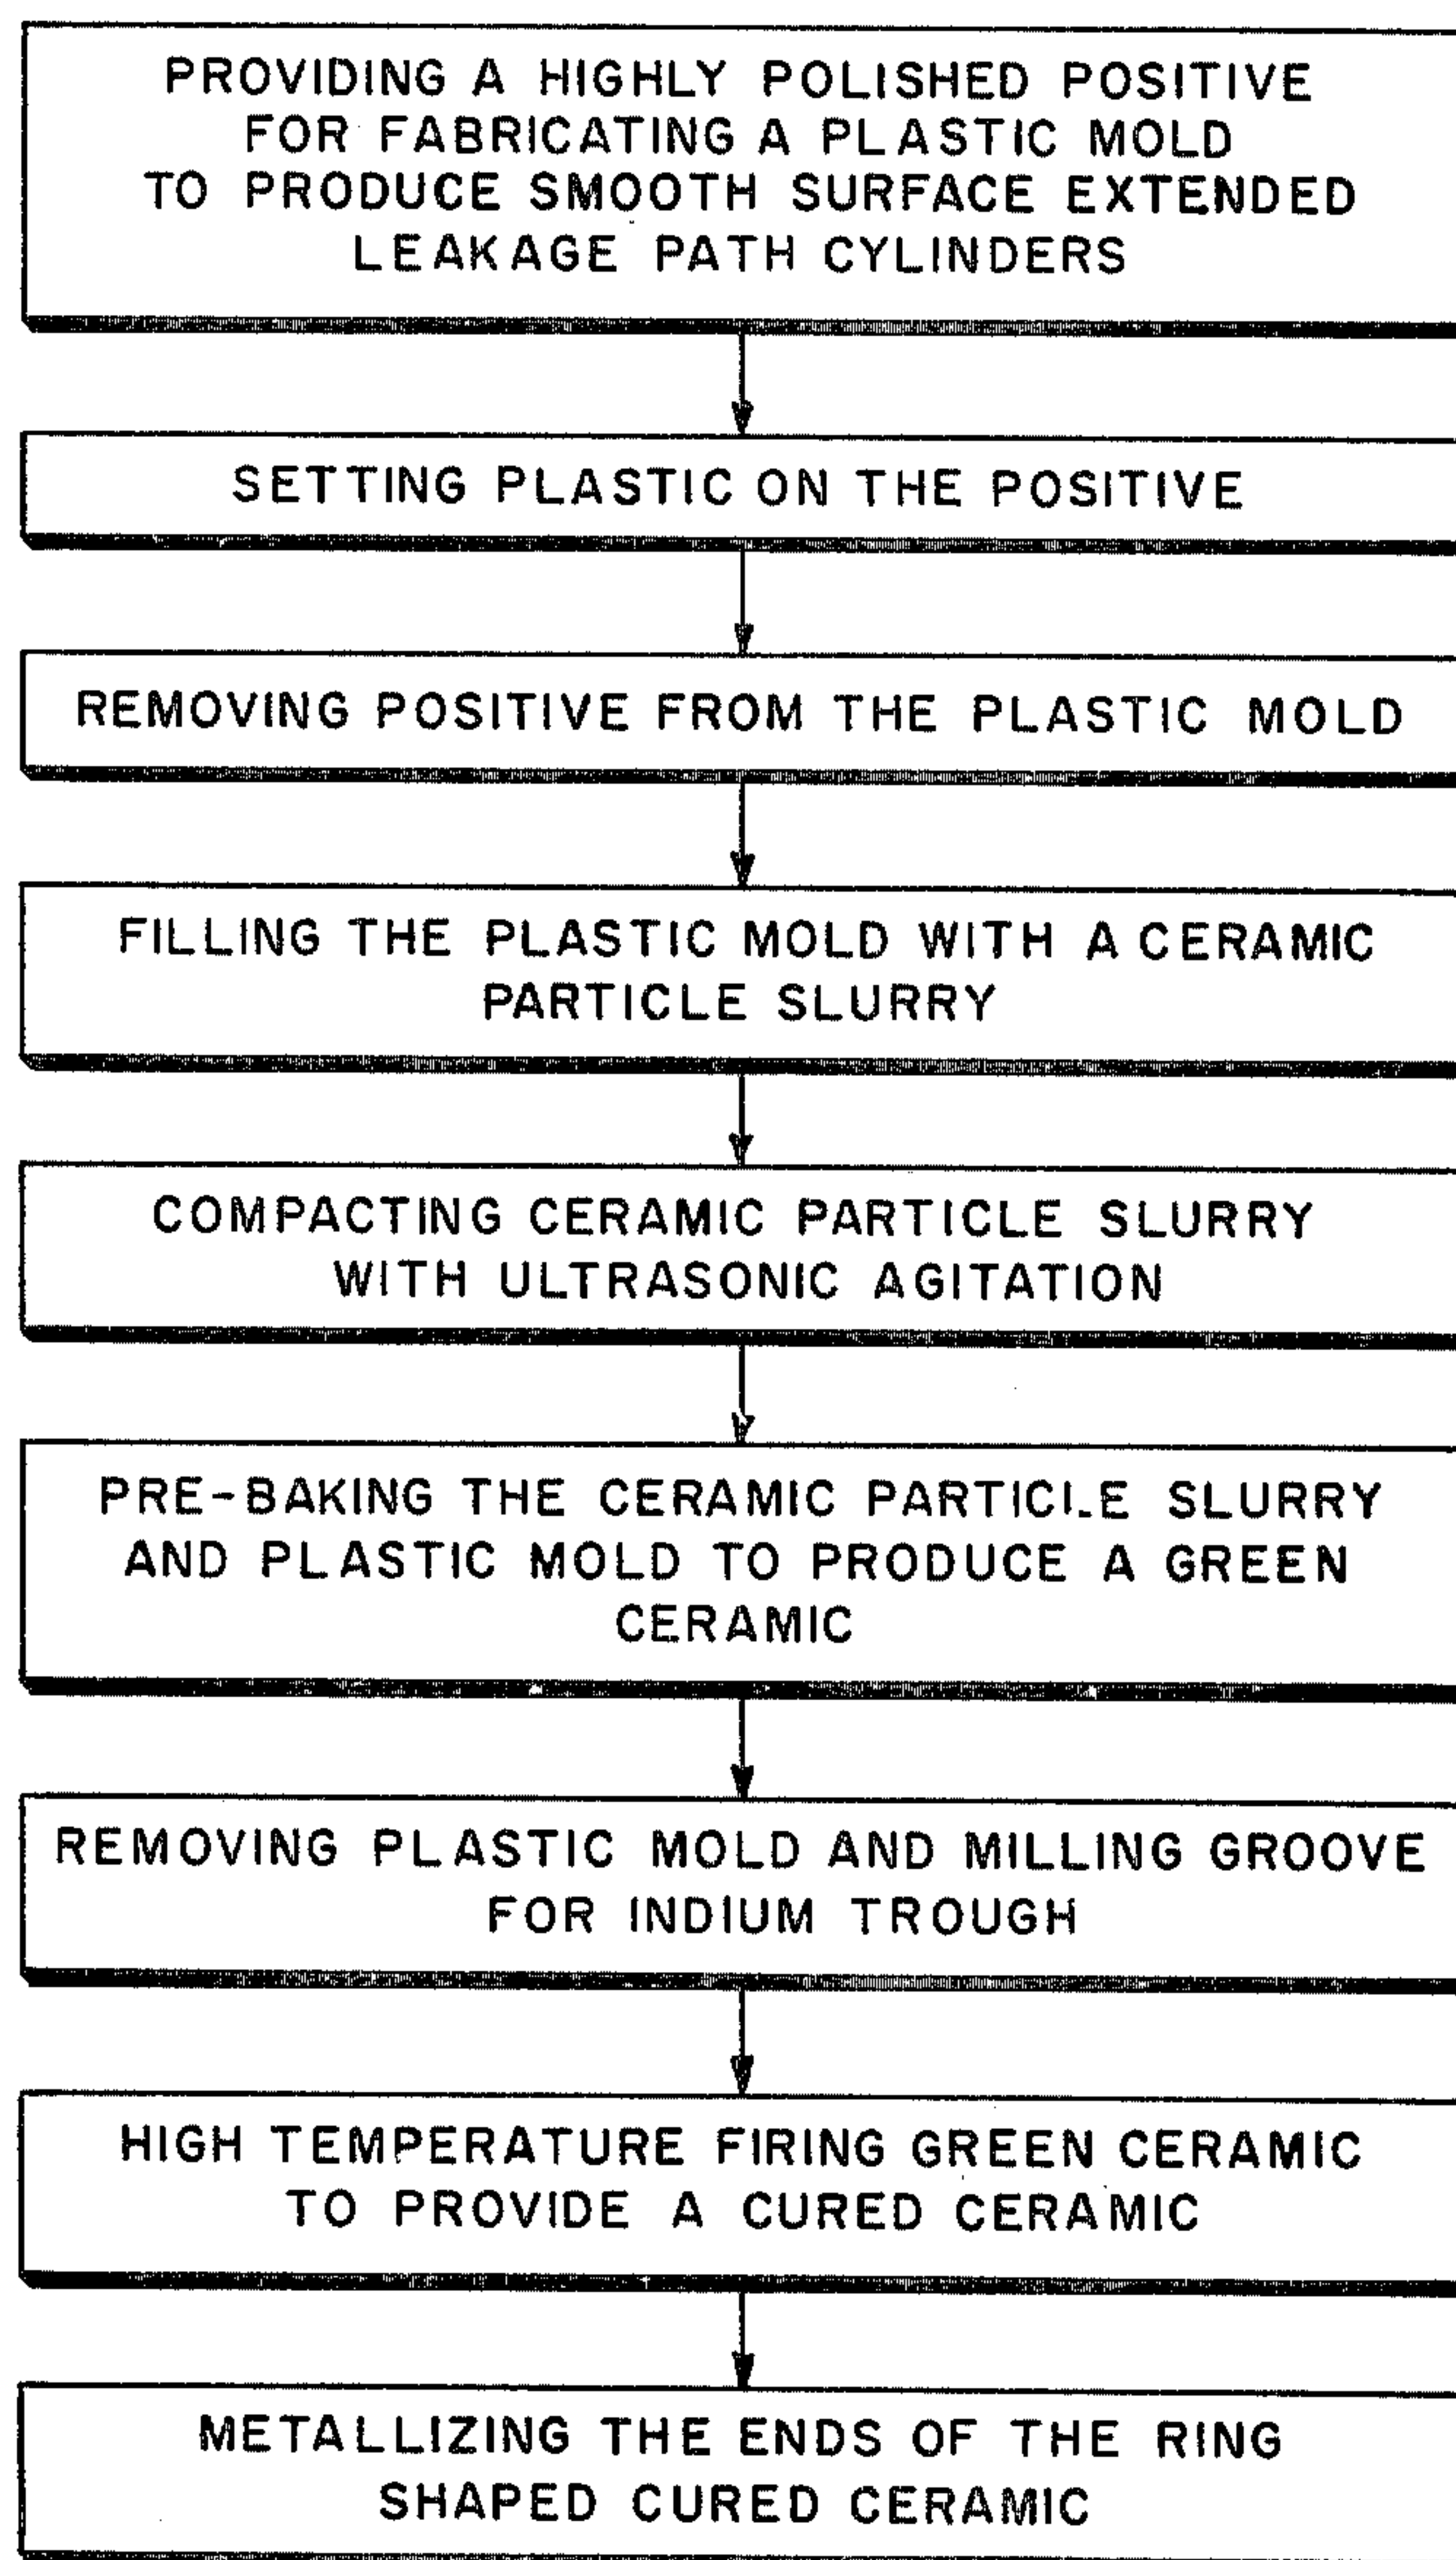 PROVIDING A HIGHLY POLISHED POSITIVE
FOR FABRICATING A PLASTIC MOLD
TO PRODUCE SMOOTH SURFACE EXTENDED
LEAKAGE PATH CYLINDERS
SETTING PLASTIC ON THE POSITIVE
REMOVING POSITIVE FROM THE PLASTIC MOLD
FILLING THE PLASTIC MOLD WITH A CERAMIC
PARTICLE SLURRY
COMPACTING CERAMIC PARTICLE SLURRY
WITH ULTRASONIC AGITATION
PRE-BAKING THE CERAMIC PARTICLE SLURRY
AND PLASTIC MOLD TO PRODUCE A GREEN
CERAMIC
REMOVING PLASTIC MOLD AND MILLING GROOVE
FOR INDIUM TROUGH
HIGH TEMPERATURE FIRING GREEN CERAMIC
TO PROVIDE A CURED CERAMIC
METALLIZING THE ENDS OF THE RING
SHAPED CURED CERAMIC